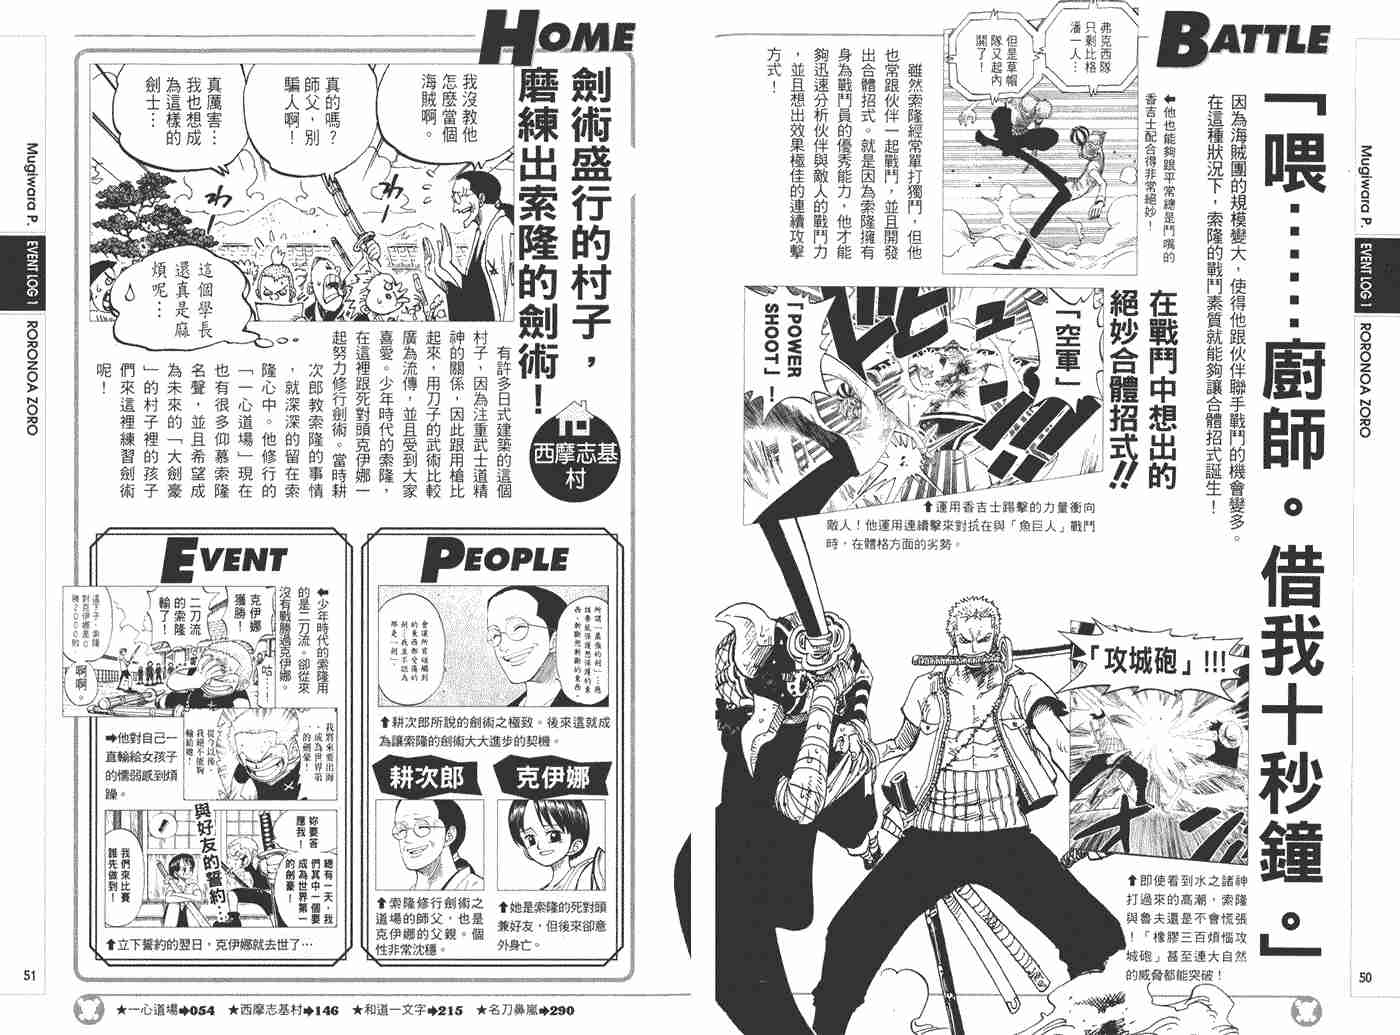 BATTLE
「喂……廚師。借我十秒鐘。」
因為海賊團的規模變大，使得他跟伙伴聯手戰鬥的機會變多。
在這種狀況下，索隆的戰鬥素質就能夠讓合體招式誕生！
弗克西隊
只剩比格
潘一人…
但是草帽
隊又起內
鬨了！
⬅他也能夠跟平常總是鬥嘴的
香吉士配合得非常絕妙！
雖然索隆經常單打獨鬥，但他
也常跟伙伴一起戰鬥，並且開發
出合體招式。就是因為索隆擁有
身為戰鬥員的優秀能力，他才能
夠迅速分析伙伴與敵人的戰鬥力
，並且想出效果極佳的連續攻擊
方式！
在戰鬥中想出的
絕妙合體招式!!
「空軍」
「POWER
SHOOT」！
⬆運用香吉士踢擊的力量衝向
敵人！他運用連續擊來對抗在與「魚巨人」戰鬥
時，在體格方面的劣勢。
「攻城砲」!!!
⬆即使看到水之諸神
打過來的高潮，索隆
與魯夫還是不會慌張
！「橡膠三百煩惱攻
城砲」甚至連大自然
的威脅都能突破！
Mugiwara P.
EVENT LOG 1
RORONOA ZORO
50
HOME
劍術盛行的村子，
磨練出索隆的劍術！
西摩志基
村
我沒教他
怎麼當個
海賊啊。
真的嗎？
師父，別
騙人啊！
真厲害…
我也想成
為這樣的
劍士…
わー
わー
這個學長
還真是麻
煩呢…
有許多日式建築的這個
村子，因為注重武士道精
神的關係，因此跟用槍比
起來，用刀子的武術比較
廣為流傳，並且受到大家
喜愛。少年時代的索隆，
在這裡跟死對頭克伊娜一
起努力修行劍術。當時耕
次郎教索隆的事情
，就深深的留在索
隆心中。他修行的
「一心道場」現在
也有很多仰慕索隆
名聲，並且希望成
為未來的「大劍豪
」的村子裡的孩子
們來這裡練習劍術
呢！
PEOPLE
⬆耕次郎所說的劍術之極致。後來這就成
為讓索隆的劍術大大進步的契機。
克伊娜
⬆她是索隆的死對頭
兼好友，但後來卻意
外身亡。
耕次郎
⬆索隆修行劍術之
道場的師父，也是
克伊娜的父親。個
性非常沈穩。
EVENT
⬅少年時代的索隆用
的是二刀流。卻從來
沒有戰勝過克伊娜。
克伊娜
獲勝！
二刀流
的索隆
輸了！
咕…
啊啊。
➡他對自己一
直輸給女孩子
的懦弱感到煩
躁。
我將來要出海
，成為世界第一
的劍豪！
與好友的誓約…
妳要答
應我！
總有一天，我
們其中一個要
成為世界第一
的劍豪！
我們來比賽
誰先做到！
⬆立下誓約的翌日，克伊娜就去世了…
★一心道場➡054 ★西摩志基村➡146 ★和道一文字➡215 ★名刀鼻嵐➡290
Mugiwara P.
EVENT LOG 1
RORONOA ZORO
51